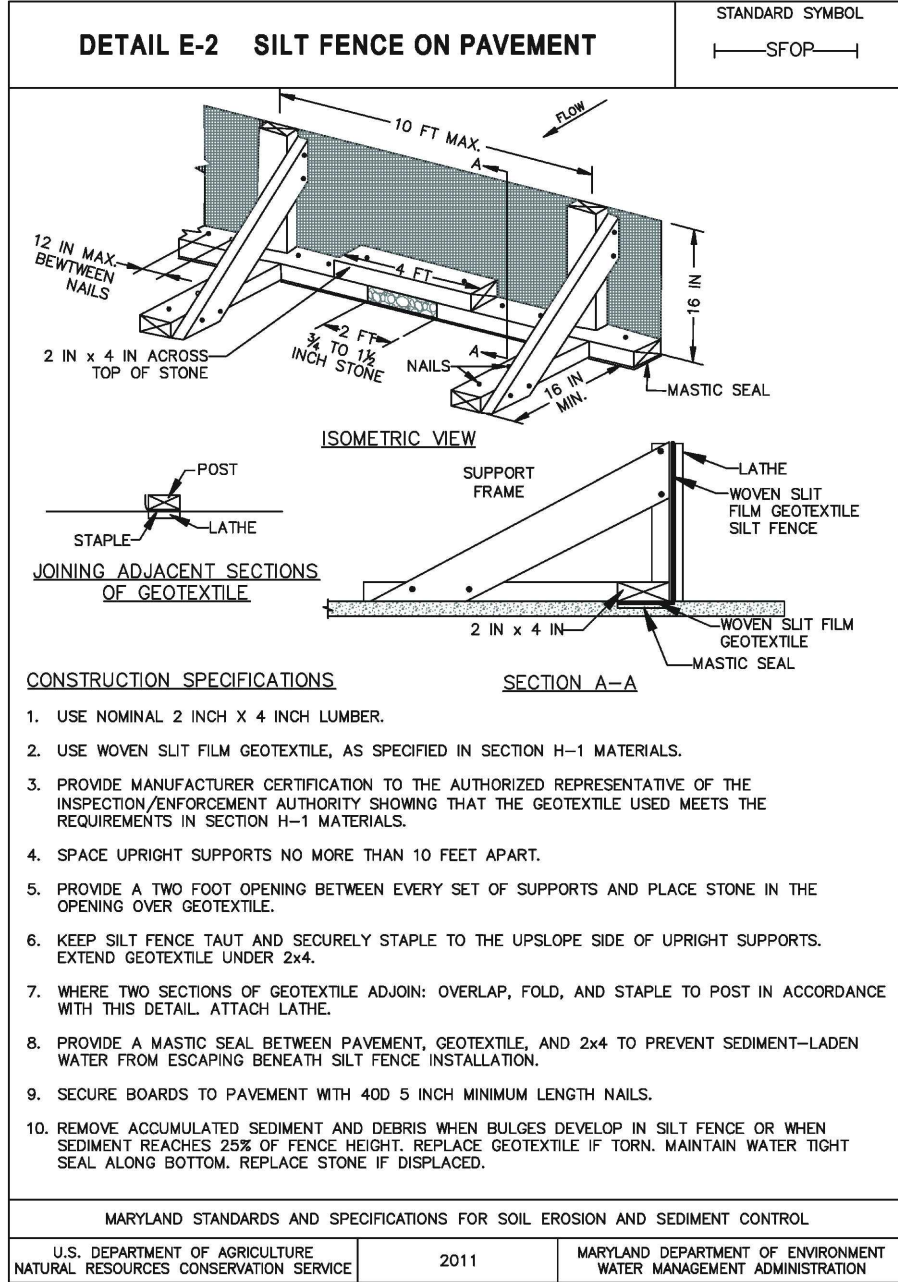 DETAIL E-2 SILT FENCE ON PAVEMENT
STANDARD SYMBOL
SFOP
FLOW
10 FT MAX.
A
12 IN MAX.
BEWTWEEN
NAILS
4 FT
16 IN
2 FT
¾ TO 1½
INCH STONE
2 IN x 4 IN ACROSS
TOP OF STONE
A
NAILS
16 IN
MIN.
MASTIC SEAL
ISOMETRIC VIEW
POST
STAPLE
LATHE
JOINING ADJACENT SECTIONS
OF GEOTEXTILE
SUPPORT
FRAME
LATHE
WOVEN SLIT
FILM GEOTEXTILE
SILT FENCE
2 IN x 4 IN
WOVEN SLIT FILM
GEOTEXTILE
MASTIC SEAL
SECTION A-A
CONSTRUCTION SPECIFICATIONS
1. USE NOMINAL 2 INCH X 4 INCH LUMBER.
2. USE WOVEN SLIT FILM GEOTEXTILE, AS SPECIFIED IN SECTION H-1 MATERIALS.
3. PROVIDE MANUFACTURER CERTIFICATION TO THE AUTHORIZED REPRESENTATIVE OF THE
INSPECTION/ENFORCEMENT AUTHORITY SHOWING THAT THE GEOTEXTILE USED MEETS THE
REQUIREMENTS IN SECTION H-1 MATERIALS.
4. SPACE UPRIGHT SUPPORTS NO MORE THAN 10 FEET APART.
5. PROVIDE A TWO FOOT OPENING BETWEEN EVERY SET OF SUPPORTS AND PLACE STONE IN THE
OPENING OVER GEOTEXTILE.
6. KEEP SILT FENCE TAUT AND SECURELY STAPLE TO THE UPSLOPE SIDE OF UPRIGHT SUPPORTS.
EXTEND GEOTEXTILE UNDER 2x4.
7. WHERE TWO SECTIONS OF GEOTEXTILE ADJOIN: OVERLAP, FOLD, AND STAPLE TO POST IN ACCORDANCE
WITH THIS DETAIL. ATTACH LATHE.
8. PROVIDE A MASTIC SEAL BETWEEN PAVEMENT, GEOTEXTILE, AND 2x4 TO PREVENT SEDIMENT-LADEN
WATER FROM ESCAPING BENEATH SILT FENCE INSTALLATION.
9. SECURE BOARDS TO PAVEMENT WITH 40D 5 INCH MINIMUM LENGTH NAILS.
10. REMOVE ACCUMULATED SEDIMENT AND DEBRIS WHEN BULGES DEVELOP IN SILT FENCE OR WHEN
SEDIMENT REACHES 25% OF FENCE HEIGHT. REPLACE GEOTEXTILE IF TORN. MAINTAIN WATER TIGHT
SEAL ALONG BOTTOM. REPLACE STONE IF DISPLACED.
MARYLAND STANDARDS AND SPECIFICATIONS FOR SOIL EROSION AND SEDIMENT CONTROL
U.S. DEPARTMENT OF AGRICULTURE
NATURAL RESOURCES CONSERVATION SERVICE
2011
MARYLAND DEPARTMENT OF ENVIRONMENT
WATER MANAGEMENT ADMINISTRATION